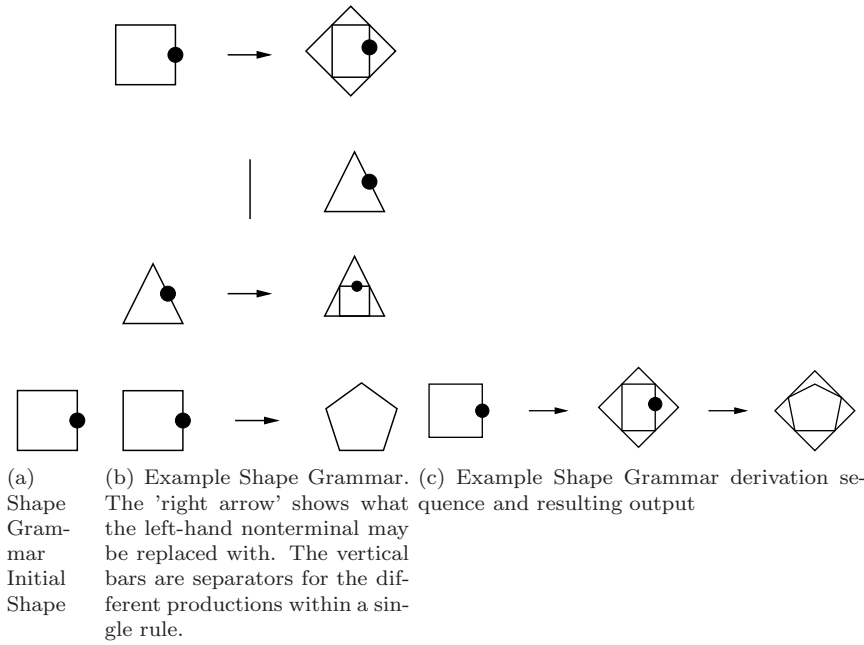 (a)
Shape
Gram-
mar
Initial
Shape
(b) Example Shape Grammar.
The 'right arrow' shows what
the left-hand nonterminal may
be replaced with. The vertical
bars are separators for the dif-
ferent productions within a sin-
gle rule.
(c) Example Shape Grammar derivation se-
quence and resulting output